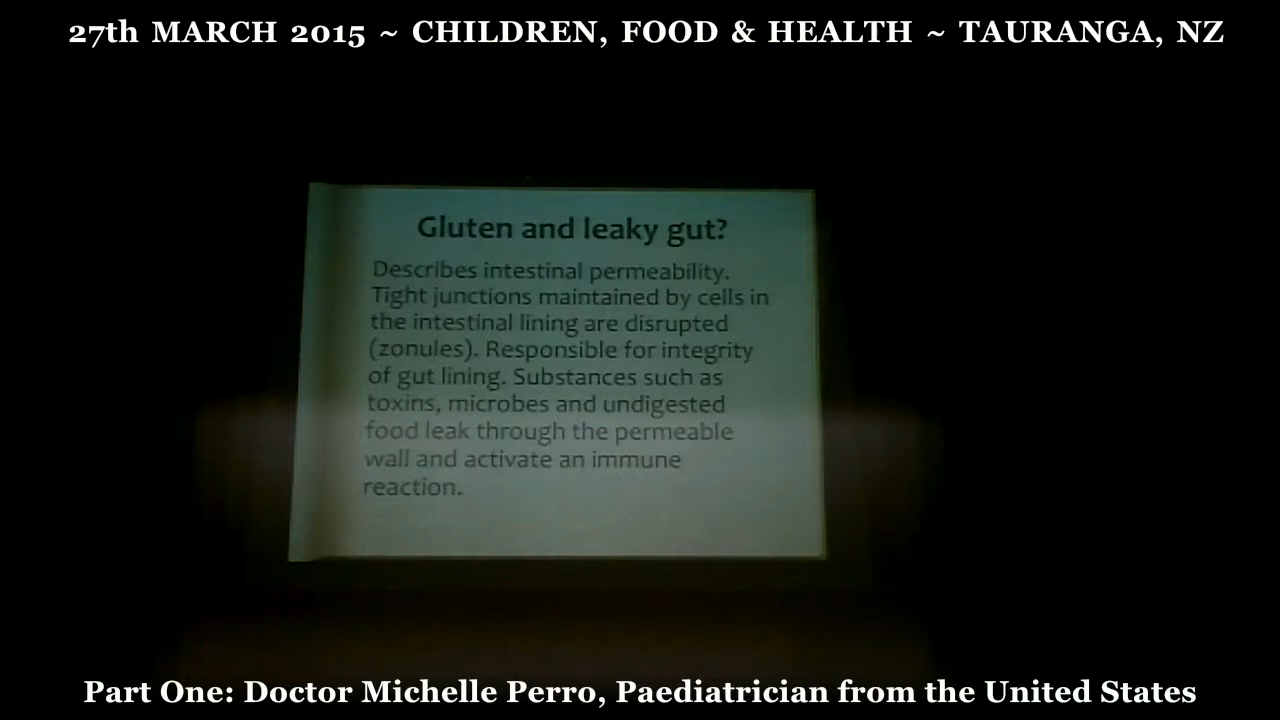 27th MARCH 2015 ~ CHILDREN, FOOD & HEALTH ~ TAURANGA, NZ
Gluten and leaky gut?
Describes intestinal permeability.
Tight junctions maintained by cells in
the intestinal lining are disrupted
(zonules). Responsible for integrity
of gut lining. Substances such as
toxins, microbes and undigested
food leak through the permeable
wall and activate an immune
reaction.
Part One: Doctor Michelle Perro, Paediatrician from the United States